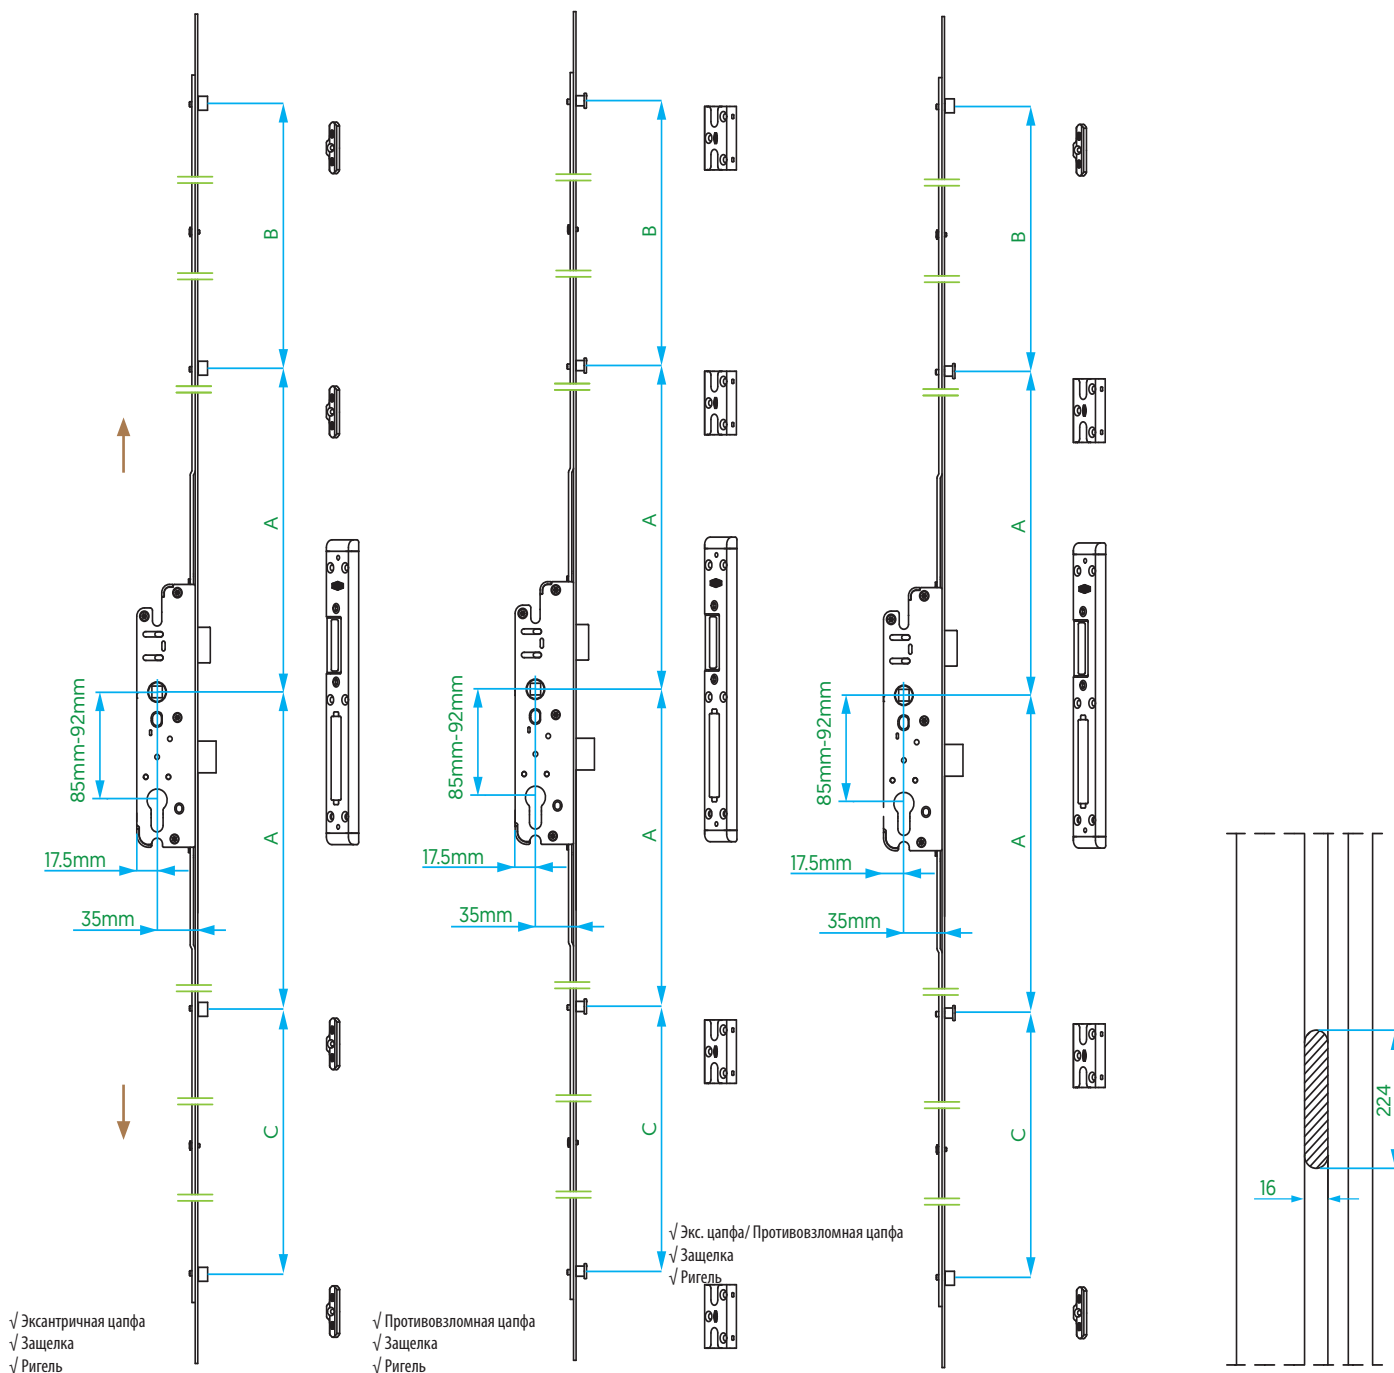 B
A
85mm-92mm
A
17.5mm
35mm
C
√ Эксантричная цапфа
√ Защелка
√ Ригель
B
A
85mm-92mm
A
17.5mm
35mm
C
√ Противовзломная цапфа
√ Защелка
√ Ригель
B
A
85mm-92mm
A
17.5mm
35mm
C
√ Экс. цапфа/ Противовзломная цапфа
√ Защелка
√ Ригель
224
16